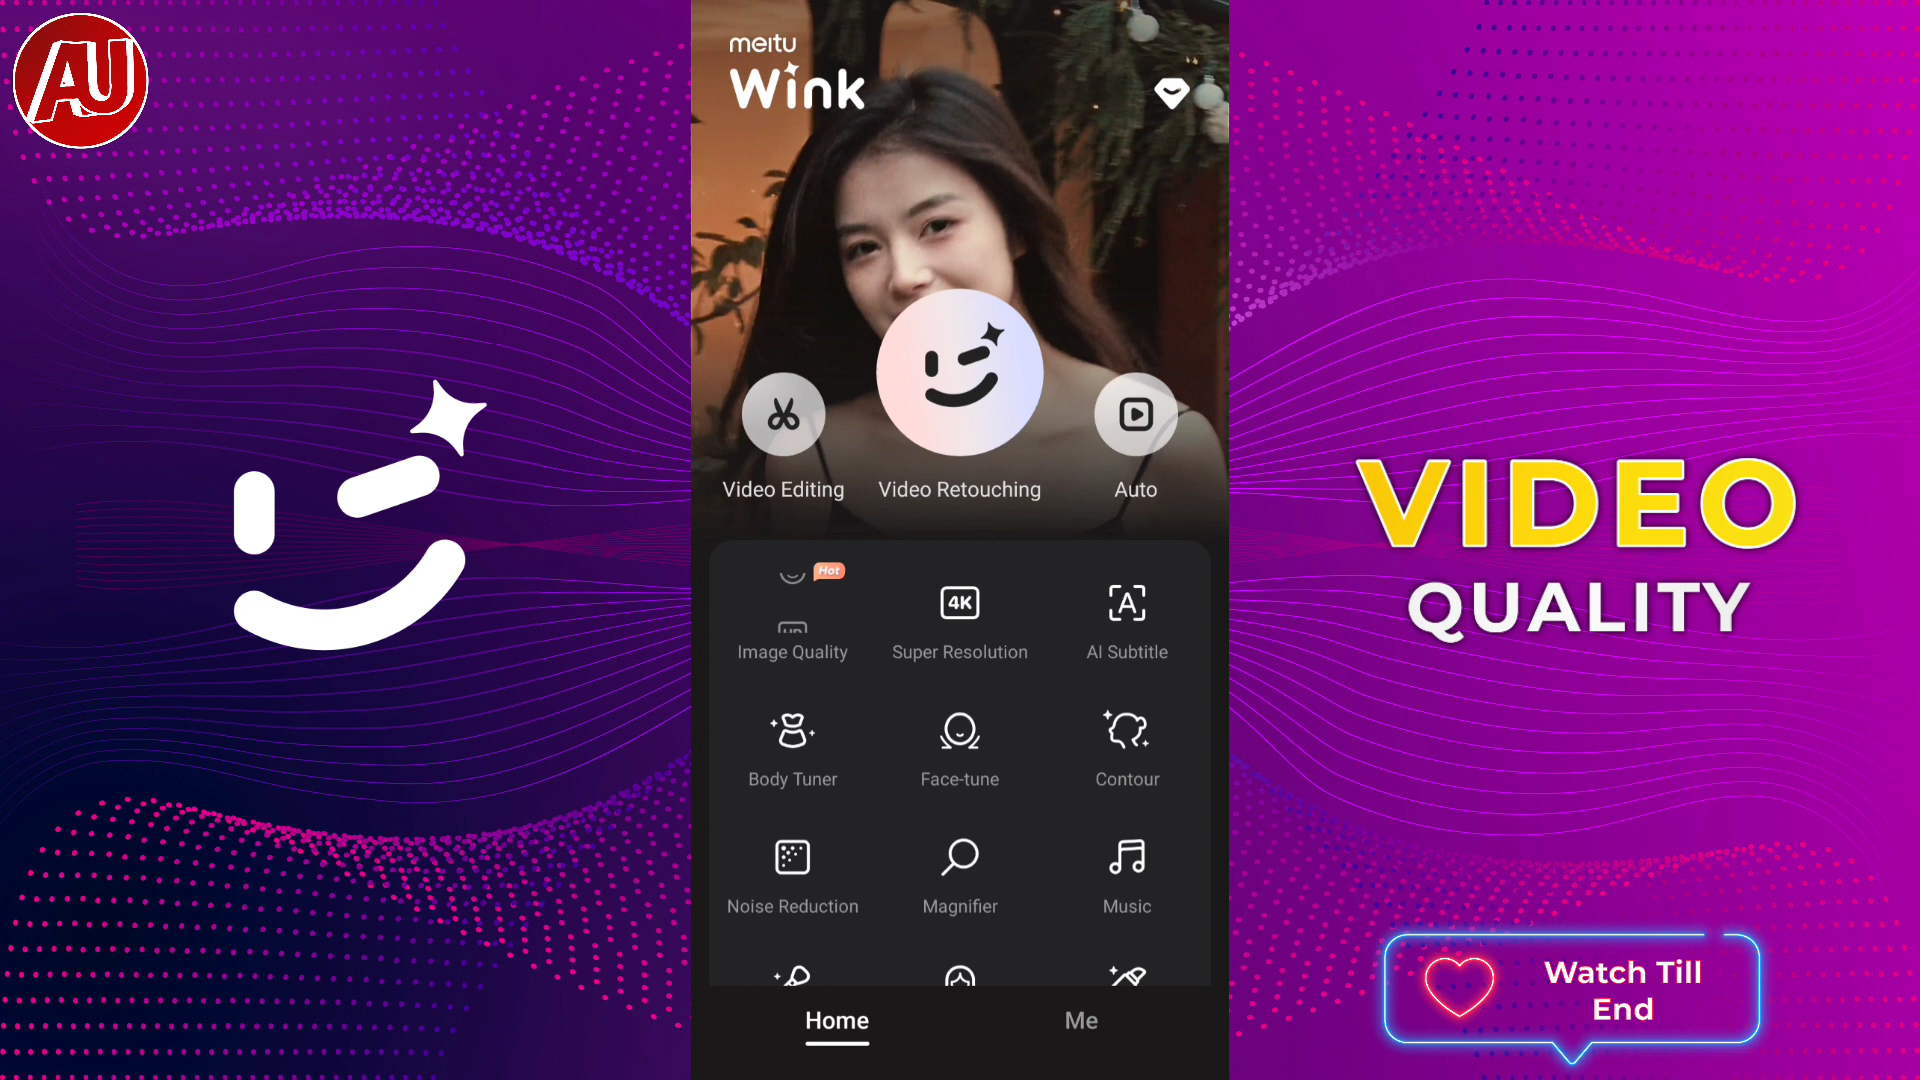 AU
meitu
Wink
Video Editing
Video Retouching
Auto
Hot
HD
4K
A
Image Quality
Super Resolution
AI Subtitle
Body Tuner
Face-tune
Contour
Noise Reduction
Magnifier
Music
Home
Me
VIDEO
QUALITY
Watch Till
End